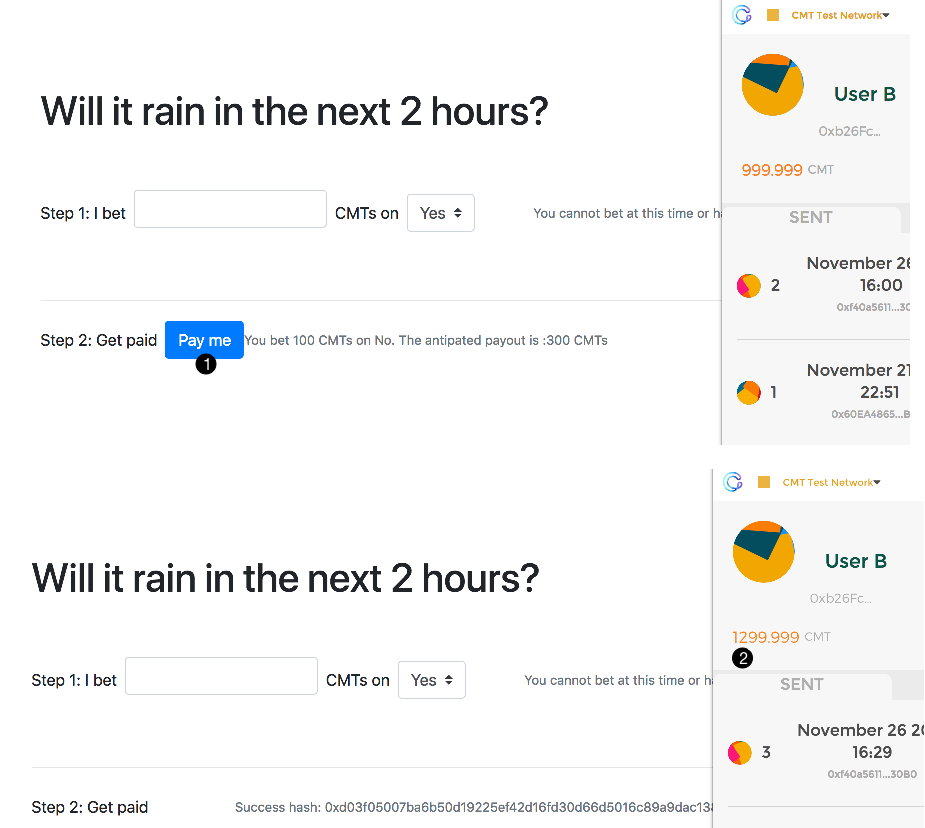 CMT Test Network
Will it rain in the next 2 hours?
User B
0xb26Fc...
999.999 CMT
Step 1: I bet CMTs on Yes You cannot bet at this time or ha
SENT
November 26
2 16:00
0xf40a5611...30
Step 2: Get paid Pay me You bet 100 CMTs on No. The antipated payout is :300 CMTs
1
November 21
1 22:51
0x60EA4865...B
CMT Test Network
Will it rain in the next 2 hours?
User B
0xb26Fc...
1299.999 CMT
2
Step 1: I bet CMTs on Yes You cannot bet at this time or ha
SENT
November 26 20
3 16:29
0xf40a5611...30B0
Step 2: Get paid Success hash: 0xd03f05007ba6b50d19225ef42d16fd30d66d5016c89a9dac138